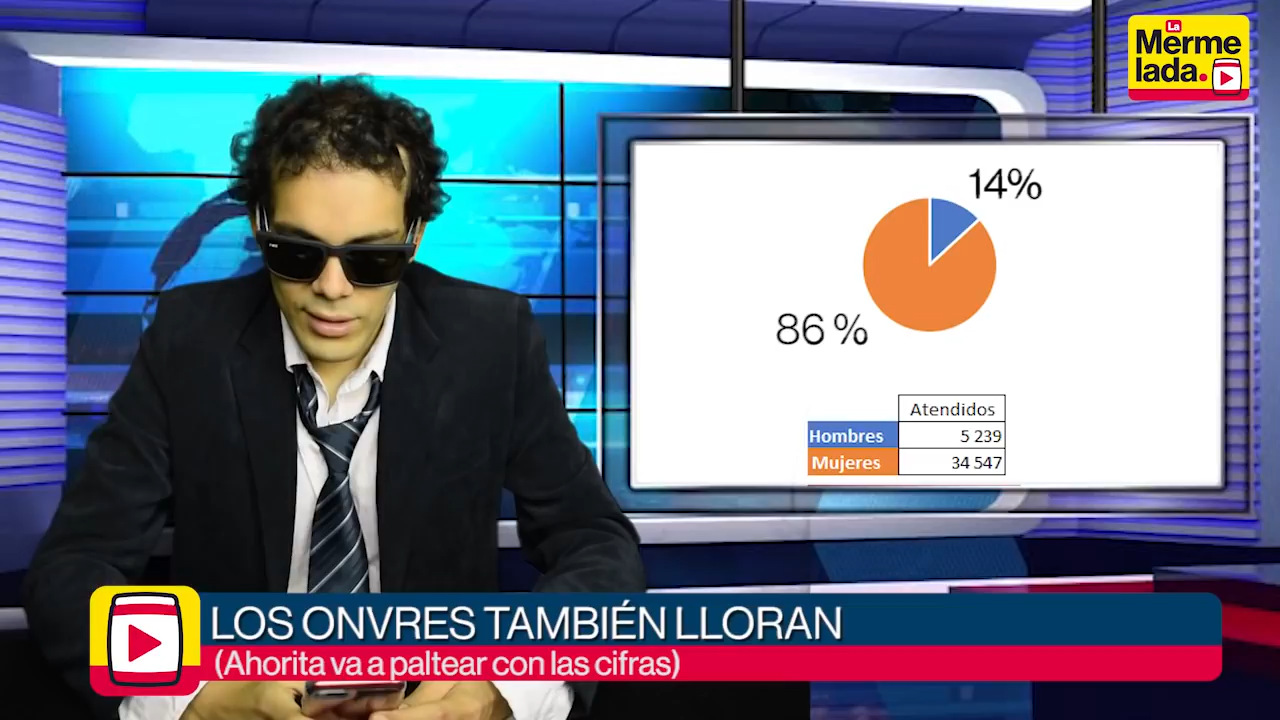 La
Merme
lada.
14%
86 %
Atendidos
Hombres 5 239
Mujeres 34 547
LOS ONVRES TAMBIÉN LLORAN
(Ahorita va a paltear con las cifras)